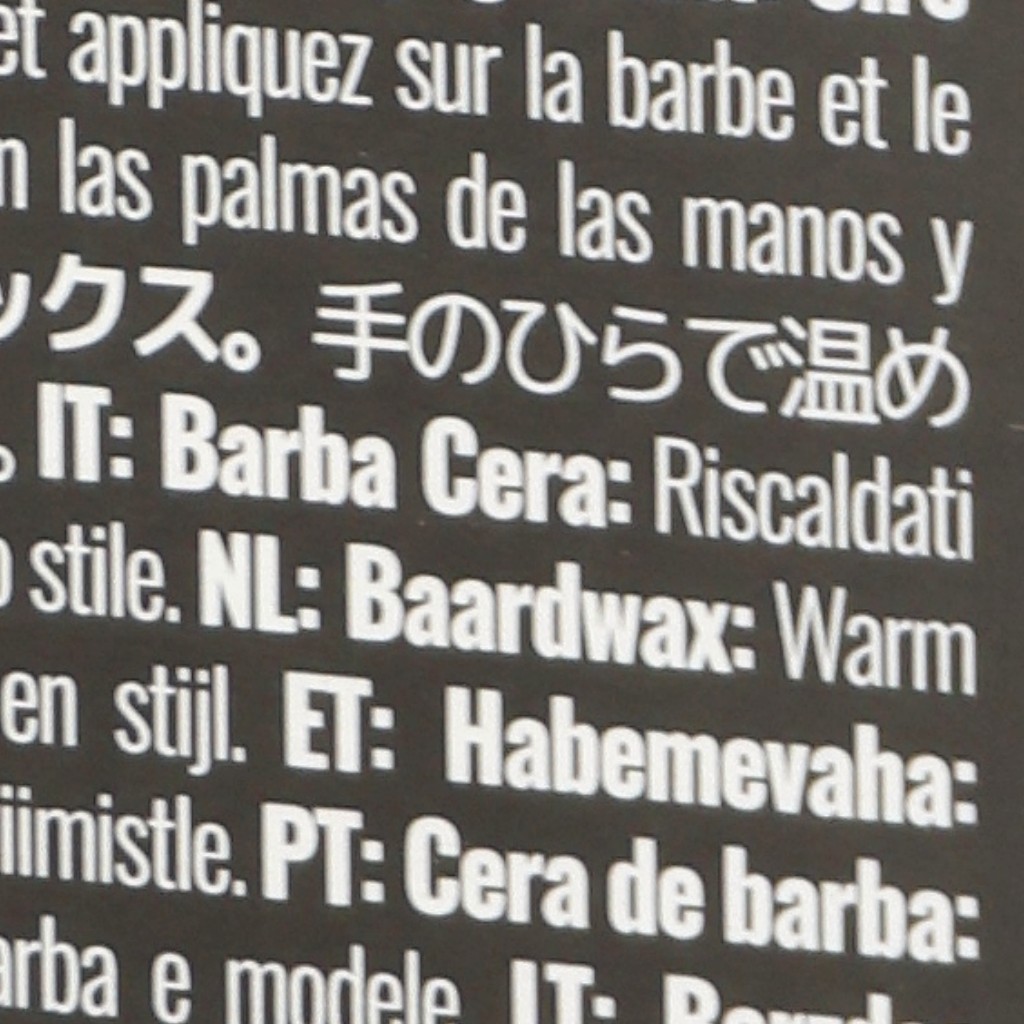 et appliquez sur la barbe et le
las palmas de las manos y
ックス。 手のひらで温め
IT: Barba Cera: Riscaldati
stile. NL: Baardwax: Warm
en stijl. ET: Habemevaha:
PT: Cera de barba:
e modele